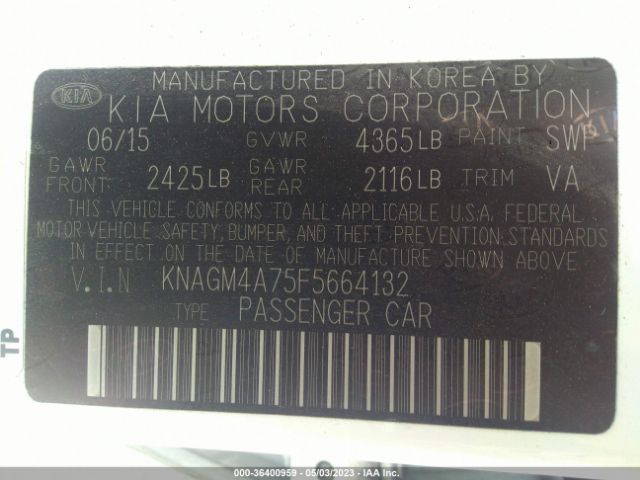 KIA
MANUFACTURED IN KOREA BY
KIA MOTORS CORPORATION
06/15 GVWR 4365LB PAINT SWP
GAWR FRONT 2425LB GAWR REAR 2116LB TRIM VA
THIS VEHICLE CONFORMS TO ALL APPLICABLE U.S.A. FEDERAL
MOTOR VEHICLE SAFETY, BUMPER, AND THEFT PREVENTION STANDARDS
IN EFFECT ON THE DATE OF MANUFACTURE SHOWN ABOVE
V.I.N KNAGM4A75F5664132
TYPE PASSENGER CAR
TP
000-36400959 - 05/03/2023 - IAA Inc.